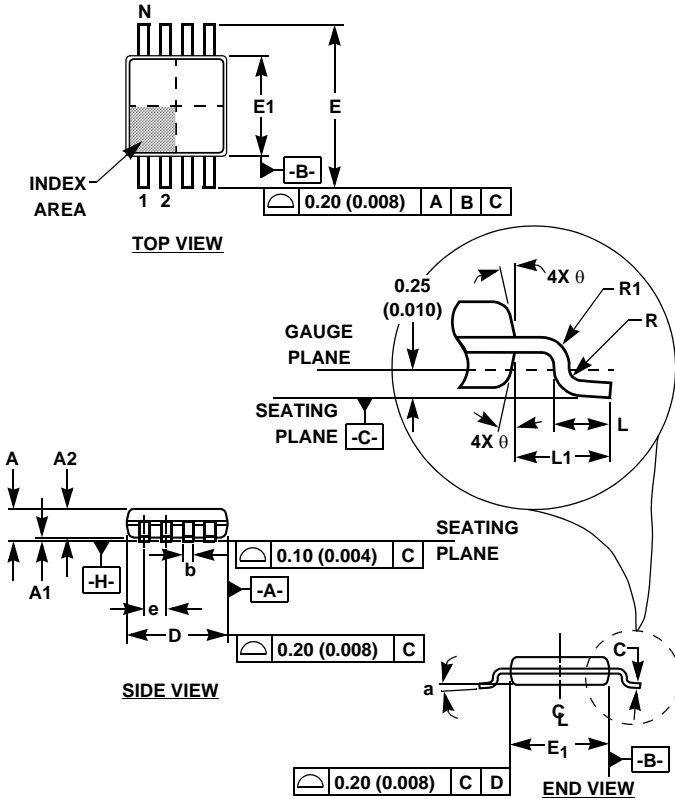 N
E1
E
-B-
INDEX
AREA
1 2
0.20 (0.008) A B C
TOP VIEW
0.25
(0.010)
4X θ
R1
R
GAUGE
PLANE
SEATING
PLANE -C-
4X θ
L
L1
A A2
SEATING
PLANE
A1
-H-
b
0.10 (0.004) C
-A-
e
D
0.20 (0.008) C
SIDE VIEW
C
a
CL
E1
-B-
0.20 (0.008) C D
END VIEW